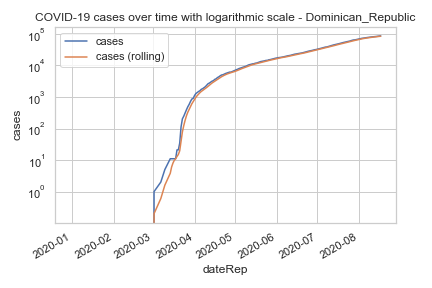 COVID-19 cases over time with logarithmic scale - Dominican_Republic
cases
cases (rolling)
10^5
10^4
10^3
10^2
10^1
10^0
cases
2020-01
2020-02
2020-03
2020-04
2020-05
2020-06
2020-07
2020-08
dateRep